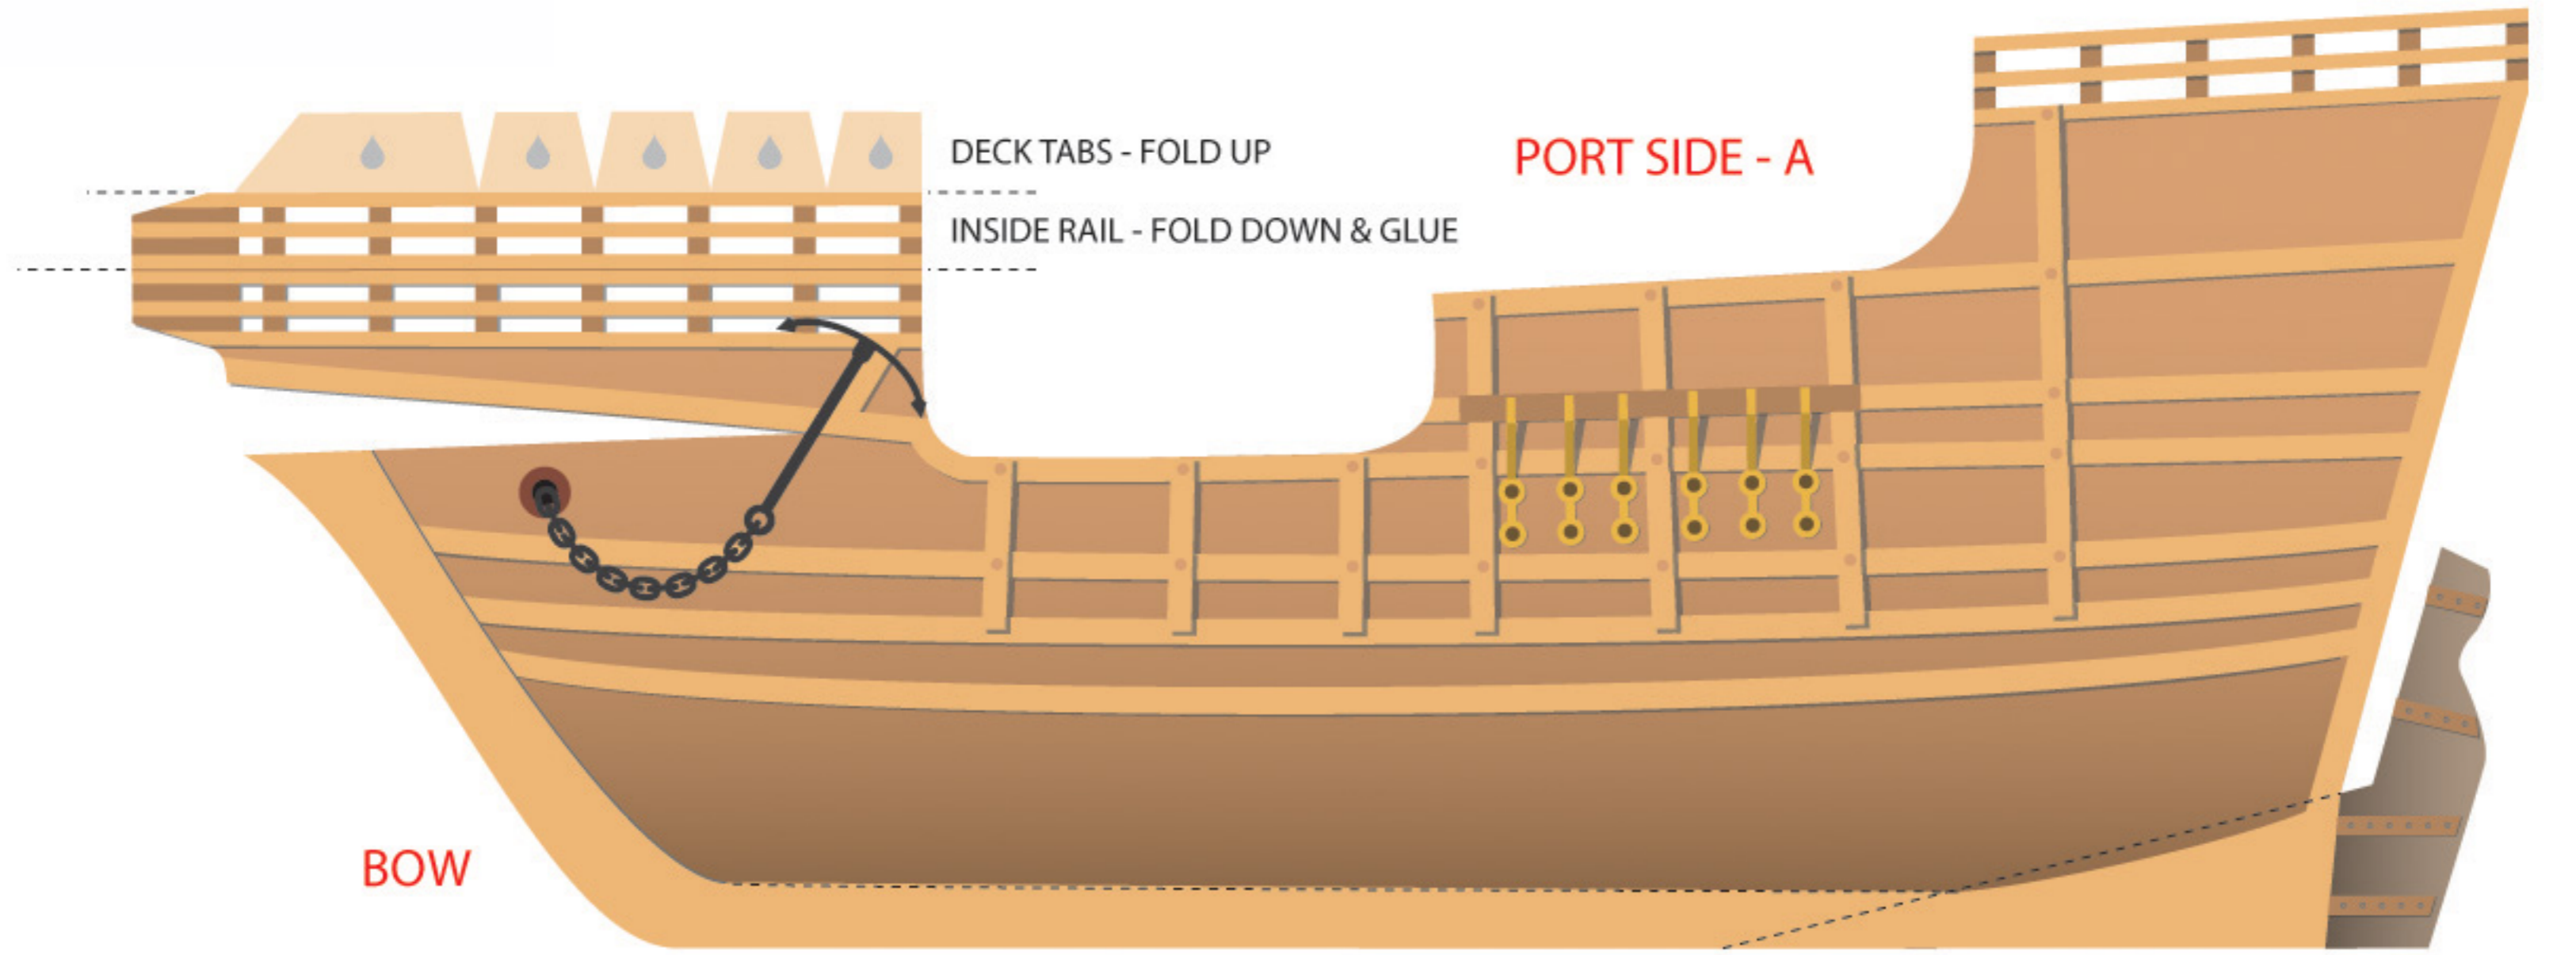 DECK TABS - FOLD UP
PORT SIDE - A
INSIDE RAIL - FOLD DOWN & GLUE
BOW